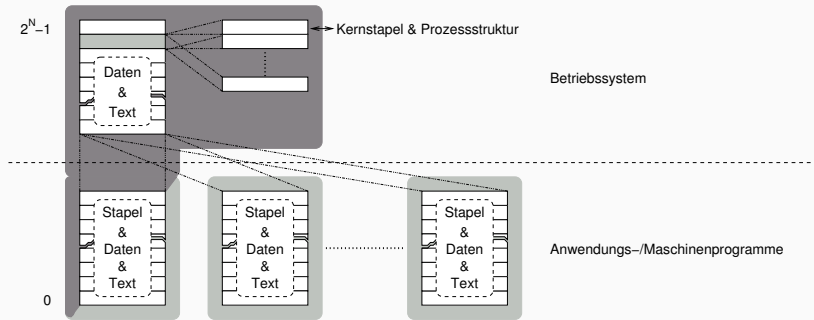 2^N−1
Kernstapel & Prozessstruktur
Daten
&
Text
Betriebssystem
Stapel
&
Daten
&
Text
Stapel
&
Daten
&
Text
Stapel
&
Daten
&
Text
Anwendungs−/Maschinenprogramme
0